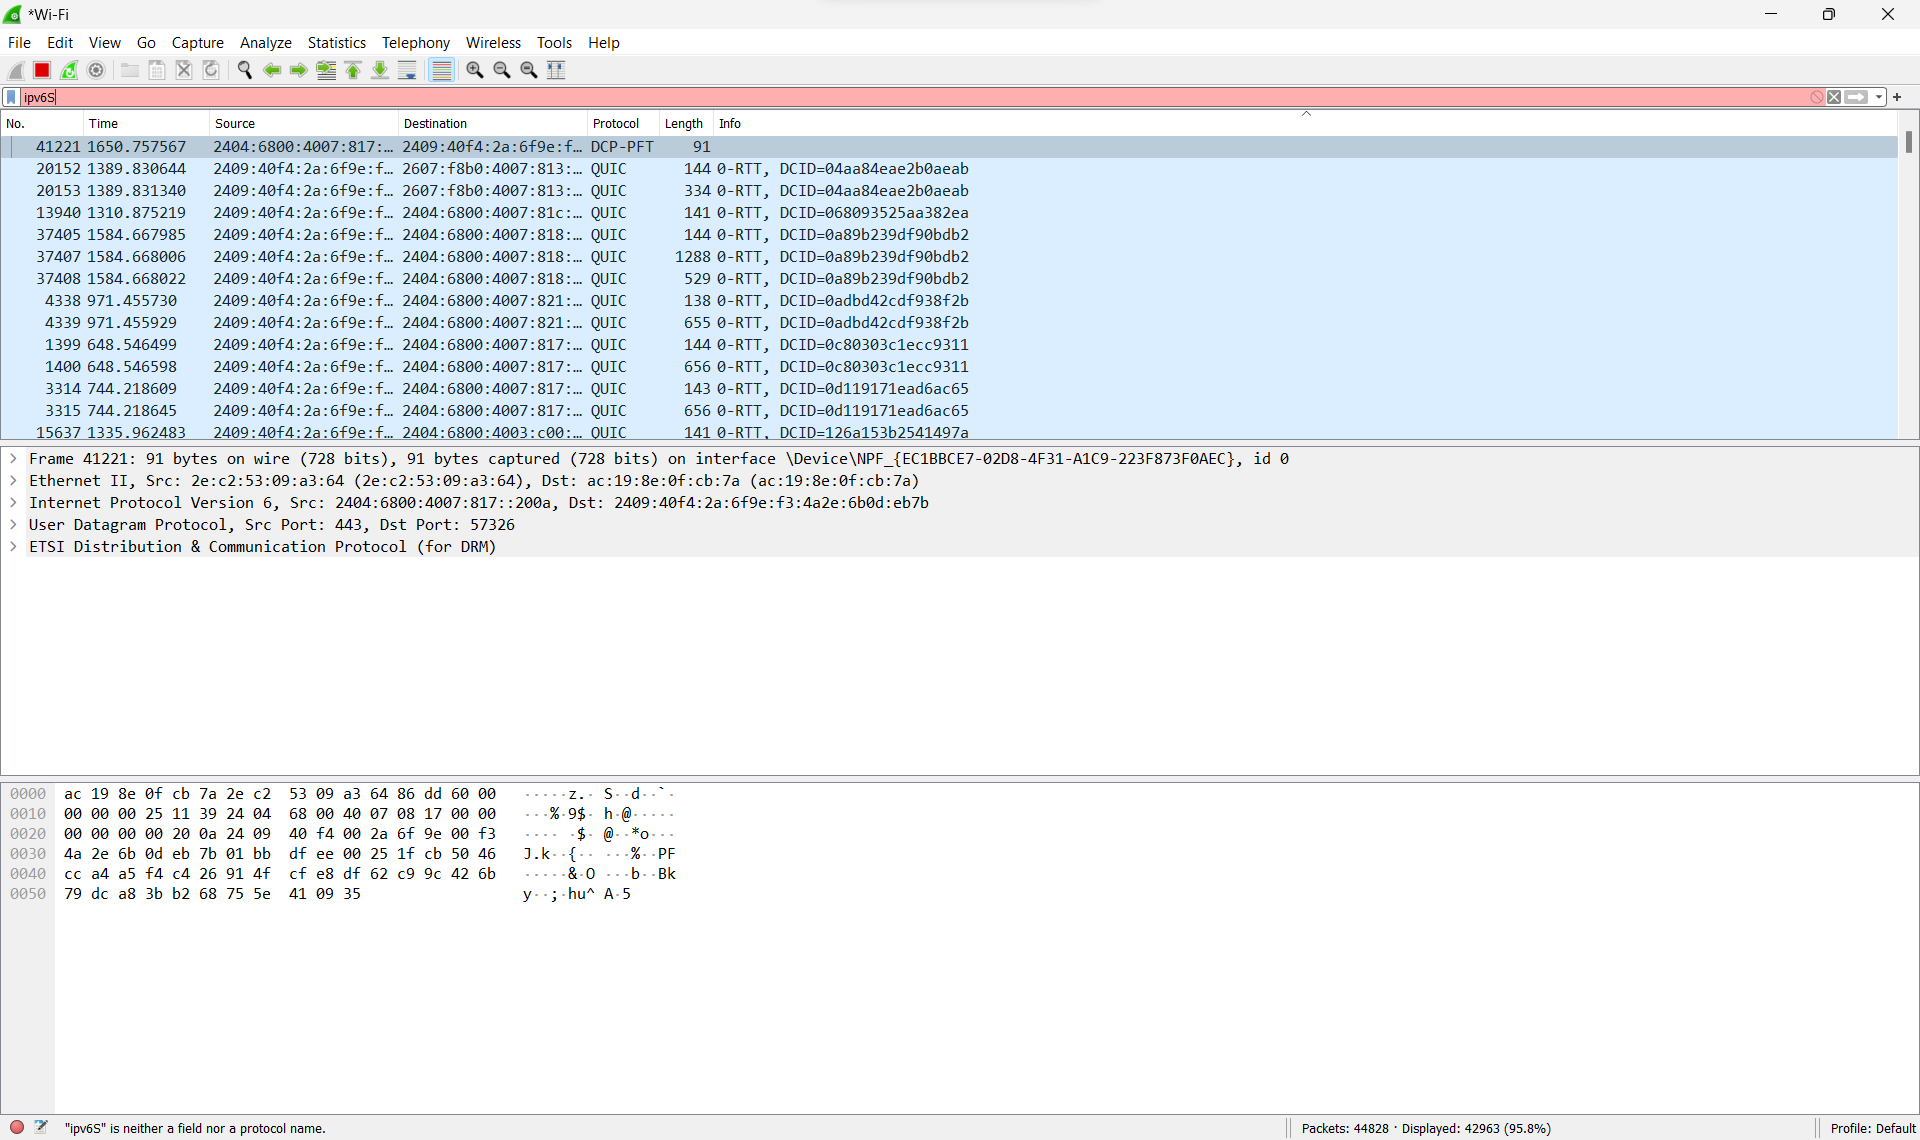 *Wi-Fi
File Edit View Go Capture Analyze Statistics Telephony Wireless Tools Help
ipv6S
No. Time Source Destination Protocol Length Info
41221 1650.757567 2404:6800:4007:817:… 2409:40f4:2a:6f9e:f… DCP-PFT 91
20152 1389.830644 2409:40f4:2a:6f9e:f… 2607:f8b0:4007:813:… QUIC 144 0-RTT, DCID=04aa84eae2b0aeab
20153 1389.831340 2409:40f4:2a:6f9e:f… 2607:f8b0:4007:813:… QUIC 334 0-RTT, DCID=04aa84eae2b0aeab
13940 1310.875219 2409:40f4:2a:6f9e:f… 2404:6800:4007:81c:… QUIC 141 0-RTT, DCID=068093525aa382ea
37405 1584.667985 2409:40f4:2a:6f9e:f… 2404:6800:4007:818:… QUIC 144 0-RTT, DCID=0a89b239df90bdb2
37407 1584.668006 2409:40f4:2a:6f9e:f… 2404:6800:4007:818:… QUIC 1288 0-RTT, DCID=0a89b239df90bdb2
37408 1584.668022 2409:40f4:2a:6f9e:f… 2404:6800:4007:818:… QUIC 529 0-RTT, DCID=0a89b239df90bdb2
4338 971.455730 2409:40f4:2a:6f9e:f… 2404:6800:4007:821:… QUIC 138 0-RTT, DCID=0adbd42cdf938f2b
4339 971.455929 2409:40f4:2a:6f9e:f… 2404:6800:4007:821:… QUIC 655 0-RTT, DCID=0adbd42cdf938f2b
1399 648.546499 2409:40f4:2a:6f9e:f… 2404:6800:4007:817:… QUIC 144 0-RTT, DCID=0c80303c1ecc9311
1400 648.546598 2409:40f4:2a:6f9e:f… 2404:6800:4007:817:… QUIC 656 0-RTT, DCID=0c80303c1ecc9311
3314 744.218609 2409:40f4:2a:6f9e:f… 2404:6800:4007:817:… QUIC 143 0-RTT, DCID=0d119171ead6ac65
3315 744.218645 2409:40f4:2a:6f9e:f… 2404:6800:4007:817:… QUIC 656 0-RTT, DCID=0d119171ead6ac65
15637 1335.962483 2409:40f4:2a:6f9e:f… 2404:6800:4003:c00:… QUIC 141 0-RTT, DCID=126a153b2541497a
Frame 41221: 91 bytes on wire (728 bits), 91 bytes captured (728 bits) on interface \Device\NPF_{EC1BBCE7-02D8-4F31-A1C9-223F873F0AEC}, id 0
Ethernet II, Src: 2e:c2:53:09:a3:64 (2e:c2:53:09:a3:64), Dst: ac:19:8e:0f:cb:7a (ac:19:8e:0f:cb:7a)
Internet Protocol Version 6, Src: 2404:6800:4007:817::200a, Dst: 2409:40f4:2a:6f9e:f3:4a2e:6b0d:eb7b
User Datagram Protocol, Src Port: 443, Dst Port: 57326
ETSI Distribution & Communication Protocol (for DRM)
0000 ac 19 8e 0f cb 7a 2e c2 53 09 a3 64 86 dd 60 00 ·····z.· S··d··`·
0010 00 00 00 25 11 39 24 04 68 00 40 07 08 17 00 00 ···%·9$· h·@·····
0020 00 00 00 00 20 0a 24 09 40 f4 00 2a 6f 9e 00 f3 ···· ·$· @··*o···
0030 4a 2e 6b 0d eb 7b 01 bb df ee 00 25 1f cb 50 46 J.k··{·· ···%··PF
0040 cc a4 a5 f4 c4 26 91 4f cf e8 df 62 c9 9c 42 6b ·····&·O ···b··Bk
0050 79 dc a8 3b b2 68 75 5e 41 09 35 y··;·hu^ A·5
"ipv6S" is neither a field nor a protocol name.
Packets: 44828 · Displayed: 42963 (95.8%)
Profile: Default